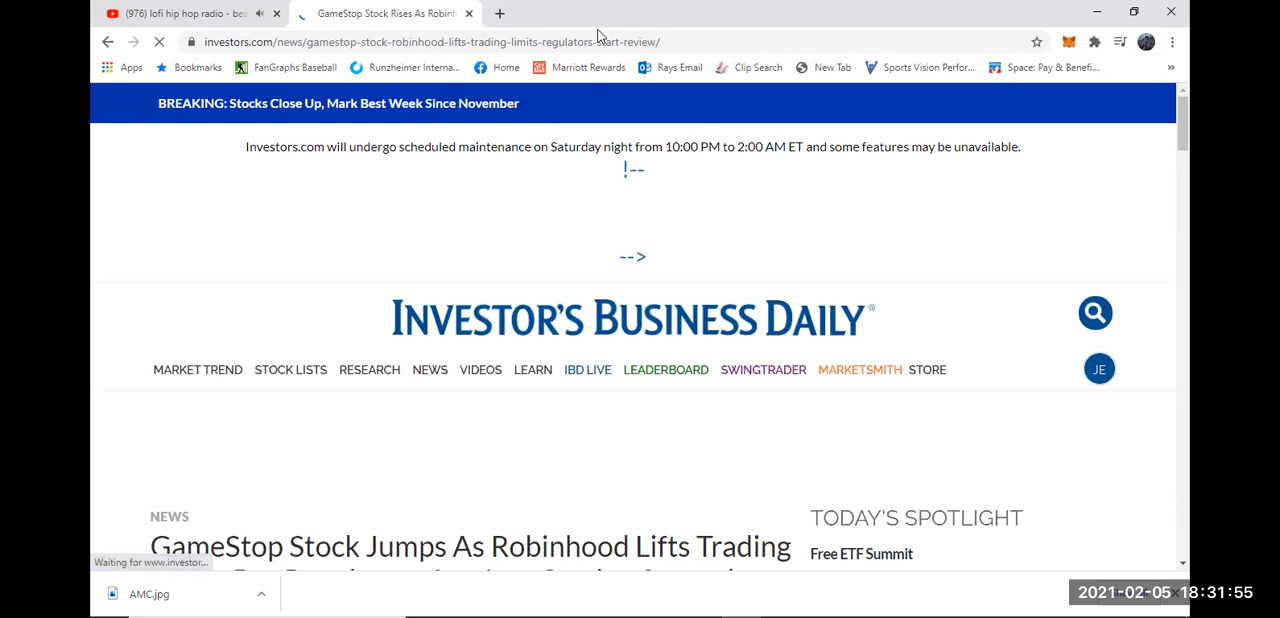 (976) lofi hip hop radio - bea
GameStop Stock Rises As Robinh
investors.com/news/gamestop-stock-robinhood-lifts-trading-limits-regulators-start-review/
Apps Bookmarks FanGraphs Baseball Runzheimer Interna... Home Marriott Rewards Rays Email Clip Search New Tab Sports Vision Perfor... Space: Pay & Benefi... »
BREAKING: Stocks Close Up, Mark Best Week Since November
Investors.com will undergo scheduled maintenance on Saturday night from 10:00 PM to 2:00 AM ET and some features may be unavailable.
!--
-->
INVESTOR'S BUSINESS DAILY®
MARKET TREND STOCK LISTS RESEARCH NEWS VIDEOS LEARN IBD LIVE LEADERBOARD SWINGTRADER MARKETSMITH STORE
JE
NEWS
GameStop Stock Jumps As Robinhood Lifts Trading
TODAY'S SPOTLIGHT
Free ETF Summit
Waiting for www.investor...
AMC.jpg
2021-02-05 18:31:55